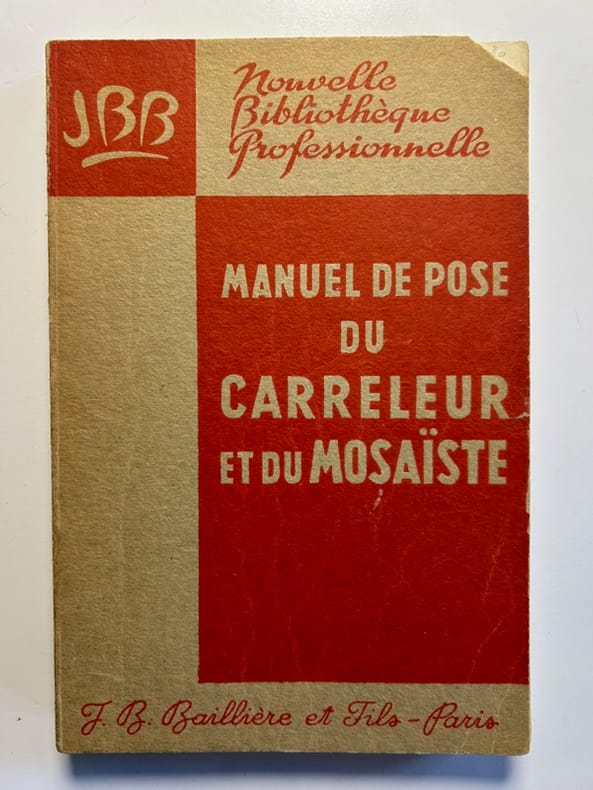 JBB
Nouvelle
Bibliothèque
Professionnelle
MANUEL DE POSE
DU
CARRELEUR
ET DU MOSAÏSTE
J. B. Baillière et Fils - Paris